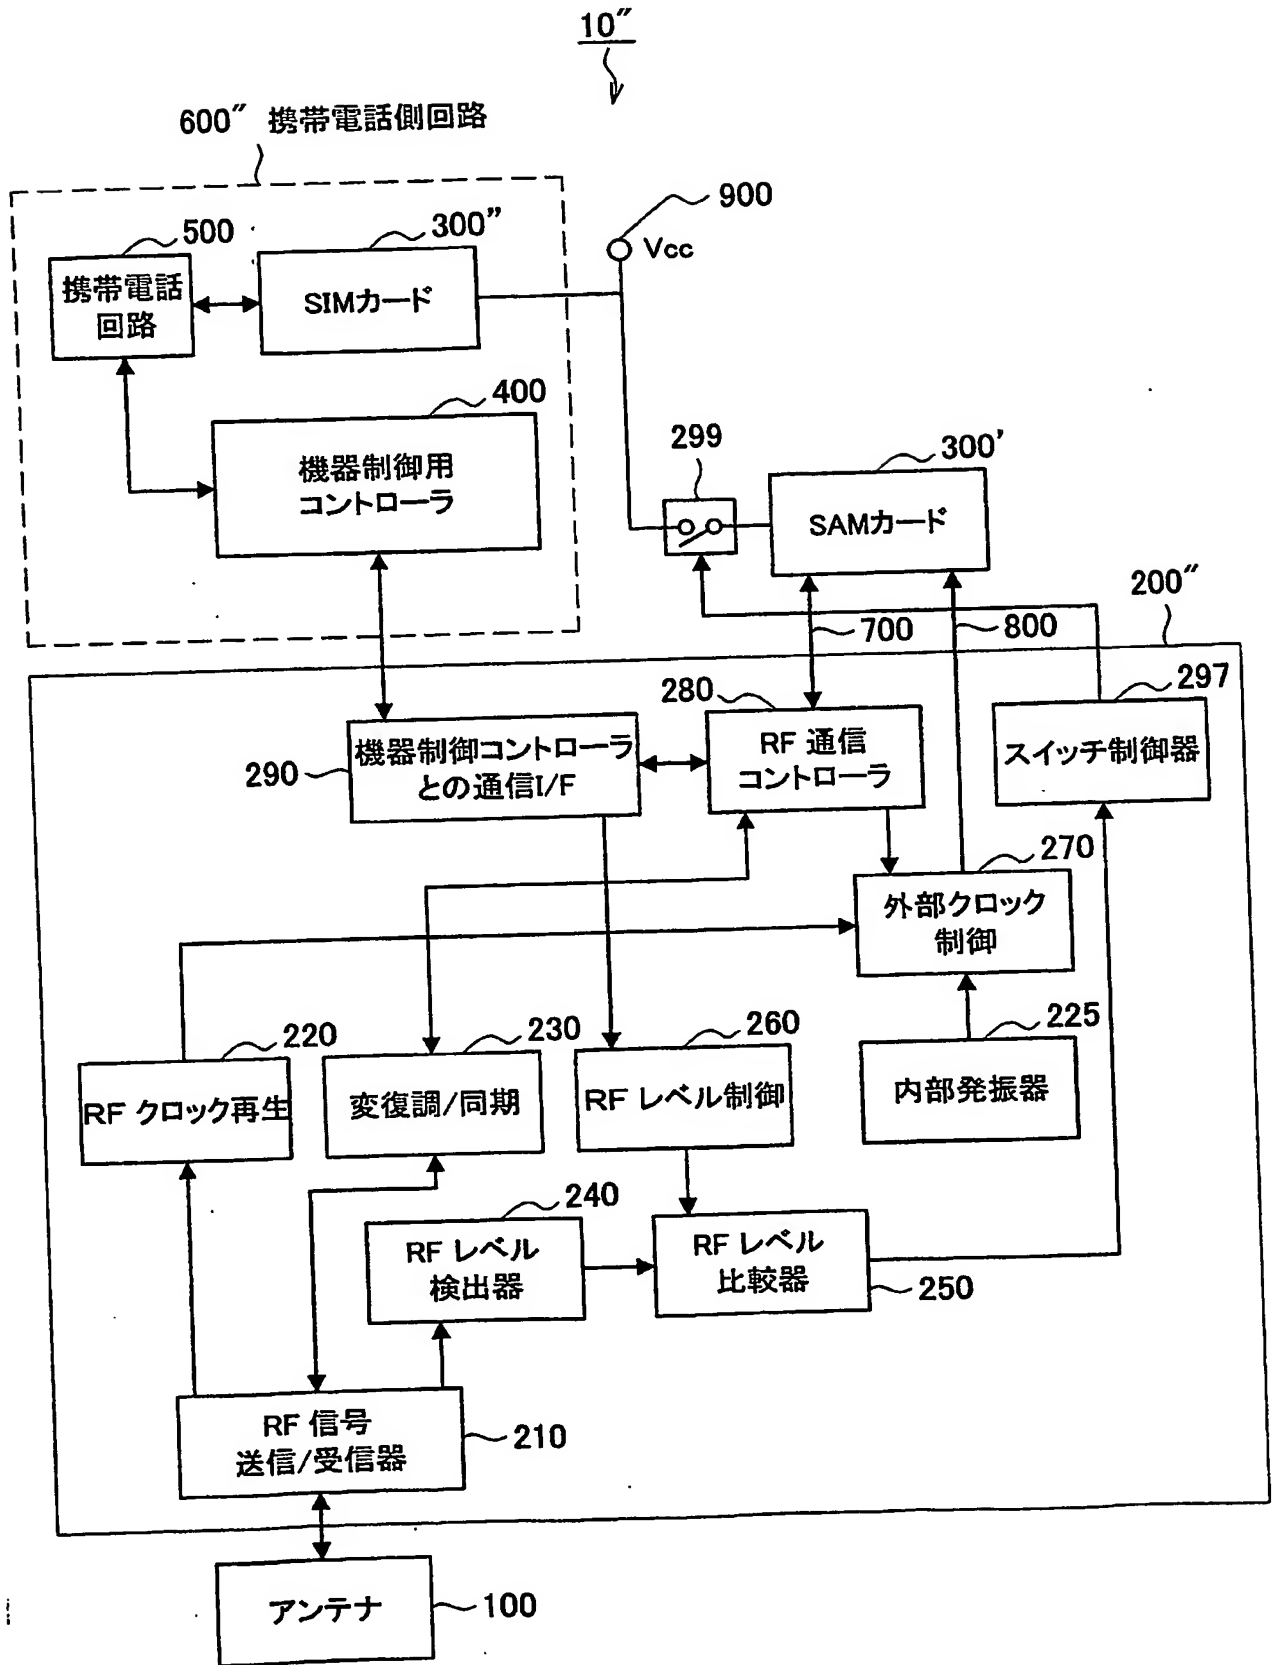 10″
600″ 携帯電話側回路
900
Vcc
500
300″
携帯電話
回路
SIMカード
400
機器制御用
コントローラ
299
300'
SAMカード
200″
700
800
280
297
290
機器制御コントローラ
との通信I/F
RF 通信
コントローラ
スイッチ制御器
270
外部クロック
制御
220
230
260
225
RF クロック再生
変復調/同期
RF レベル制御
内部発振器
240
RF レベル
検出器
RF レベル
比較器
250
RF 信号
送信/受信器
210
アンテナ
100